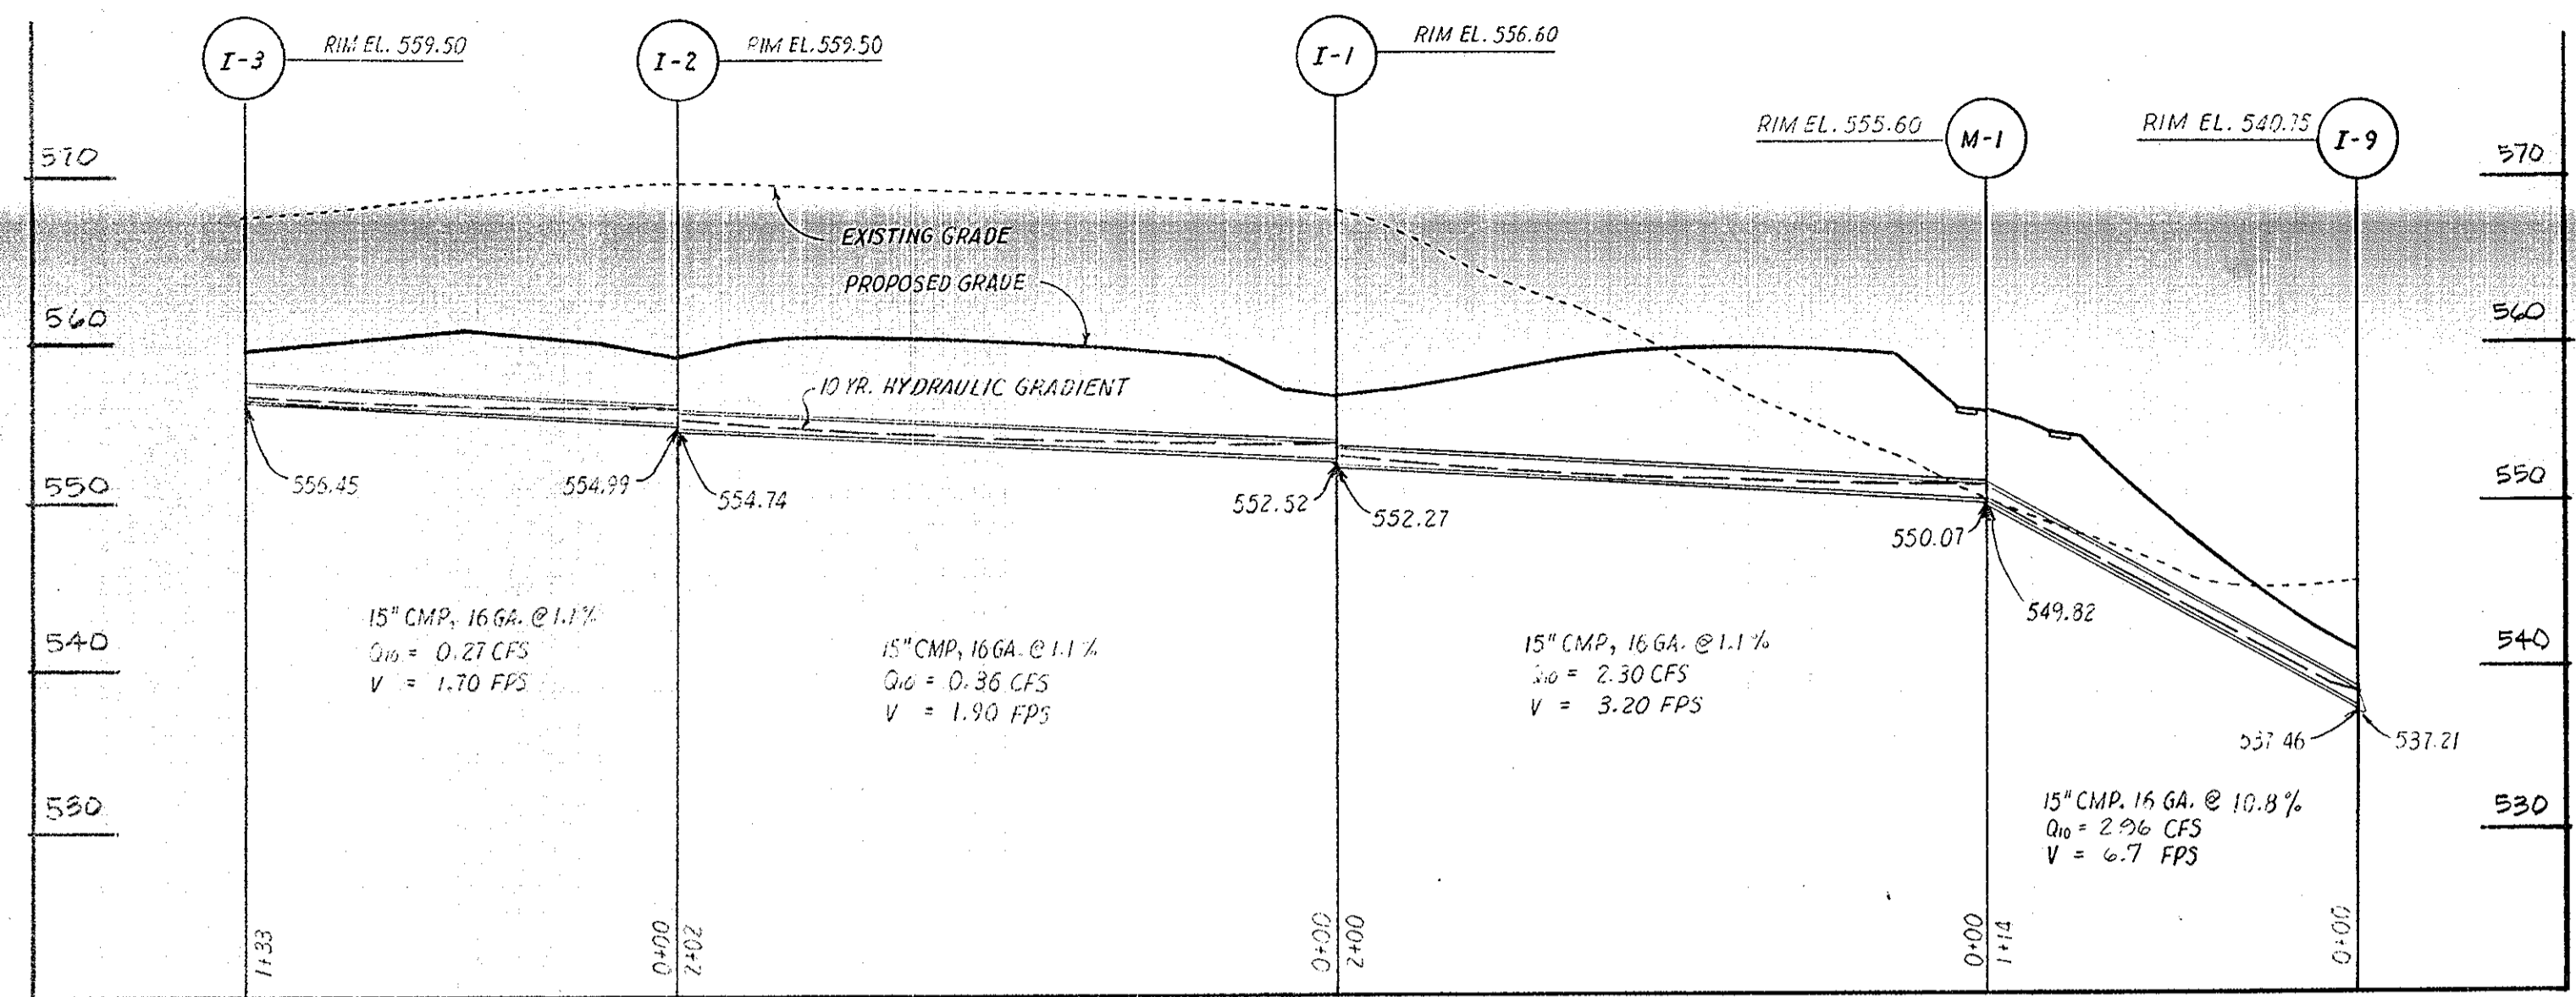 I-3
RIM EL. 559.50
I-2
RIM EL. 559.50
I-1
RIM EL. 556.60
RIM EL. 555.60
M-1
RIM EL. 540.75
I-9
570
570
EXISTING GRADE
PROPOSED GRADE
560
560
10 YR. HYDRAULIC GRADIENT
550
556.45
554.99
554.74
552.52
552.27
550.07
549.82
550
540
15" CMP, 16 GA. @ 1.1%
Q10 = 0.27 CFS
V = 1.70 FPS
15" CMP, 16 GA. @ 1.1%
Q10 = 0.36 CFS
V = 1.90 FPS
15" CMP, 16 GA. @ 1.1%
Q10 = 2.30 CFS
V = 3.20 FPS
540
537.46
537.21
530
15" CMP. 16 GA. @ 10.8%
Q10 = 2.96 CFS
V = 6.7 FPS
530
1+33
0+00
2+02
0+00
2+00
0+00
1+14
0+00